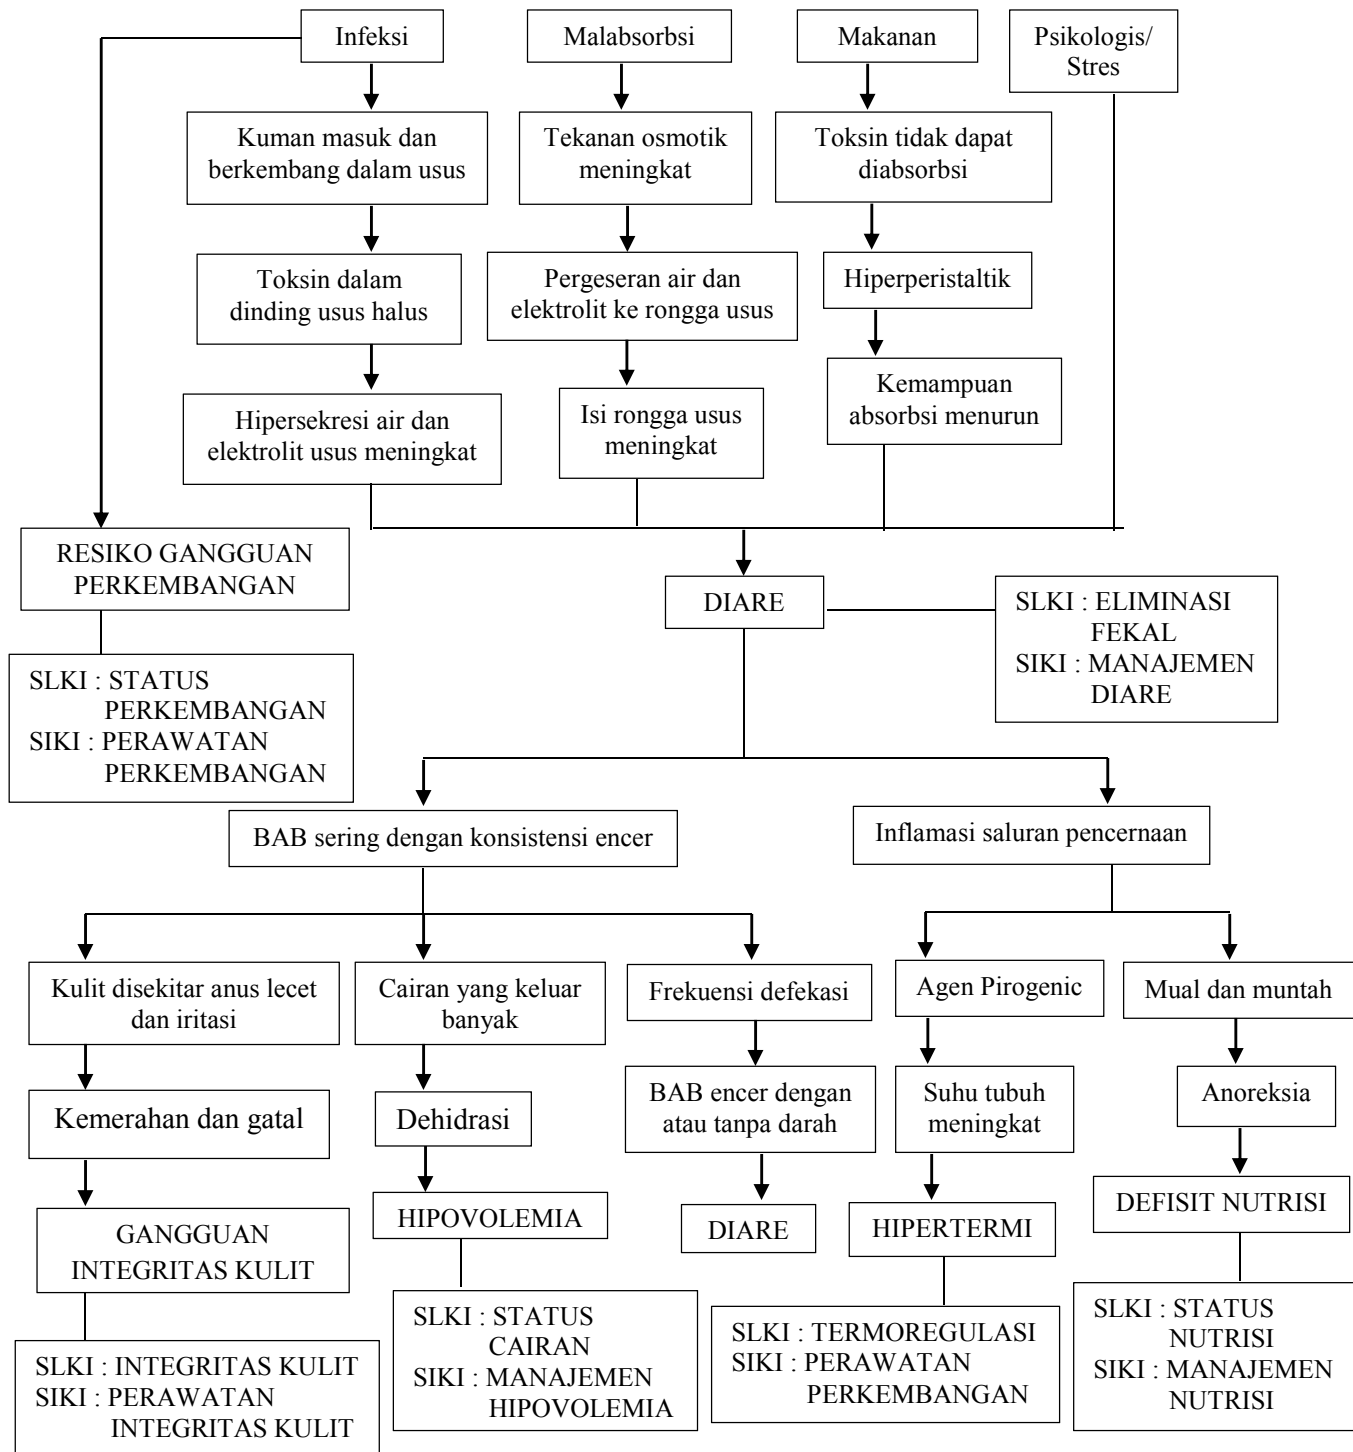 Infeksi
Malabsorbsi
Makanan
Psikologis/
Stres
Kuman masuk dan
berkembang dalam usus
Tekanan osmotik
meningkat
Toksin tidak dapat
diabsorbsi
Toksin dalam
dinding usus halus
Pergeseran air dan
elektrolit ke rongga usus
Hiperperistaltik
Hipersekresi air dan
elektrolit usus meningkat
Isi rongga usus
meningkat
Kemampuan
absorbsi menurun
RESIKO GANGGUAN
PERKEMBANGAN
DIARE
SLKI : ELIMINASI
FEKAL
SIKI : MANAJEMEN
DIARE
SLKI : STATUS
PERKEMBANGAN
SIKI : PERAWATAN
PERKEMBANGAN
BAB sering dengan konsistensi encer
Inflamasi saluran pencernaan
Kulit disekitar anus lecet
dan iritasi
Cairan yang keluar
banyak
Frekuensi defekasi
Agen Pirogenic
Mual dan muntah
Kemerahan dan gatal
Dehidrasi
BAB encer dengan
atau tanpa darah
Suhu tubuh
meningkat
Anoreksia
GANGGUAN
INTEGRITAS KULIT
HIPOVOLEMIA
DIARE
HIPERTERMI
DEFISIT NUTRISI
SLKI : INTEGRITAS KULIT
SIKI : PERAWATAN
INTEGRITAS KULIT
SLKI : STATUS
CAIRAN
SIKI : MANAJEMEN
HIPOVOLEMIA
SLKI : TERMOREGULASI
SIKI : PERAWATAN
PERKEMBANGAN
SLKI : STATUS
NUTRISI
SIKI : MANAJEMEN
NUTRISI